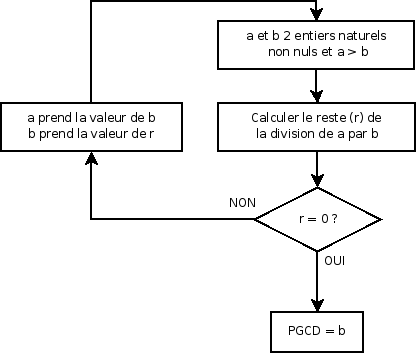 a et b 2 entiers naturels
non nuls et a > b
a prend la valeur de b
b prend la valeur de r
Calculer le reste (r) de
la division de a par b
NON
r = 0 ?
OUI
PGCD = b